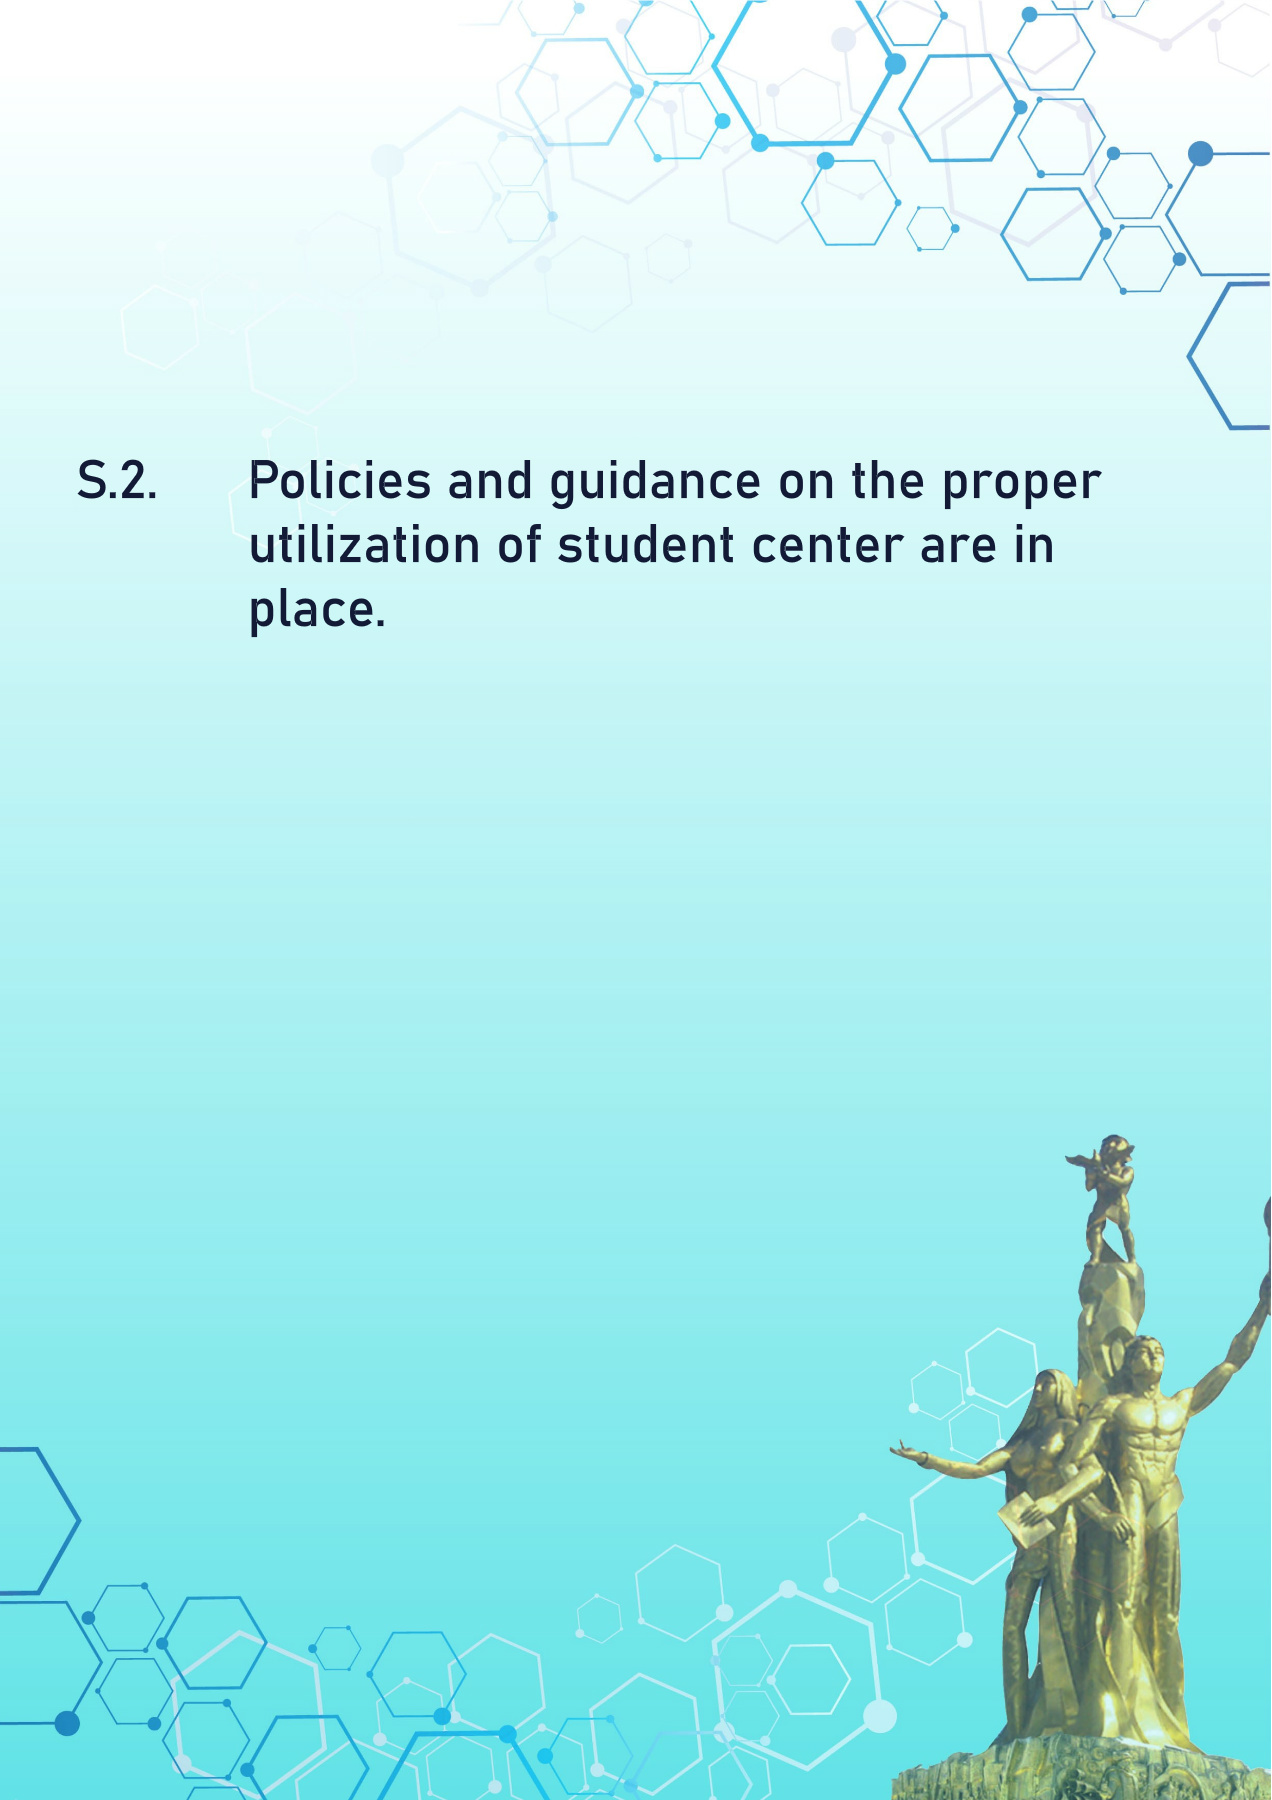 S.2. Policies and guidance on the proper
utilization of student center are in
place.